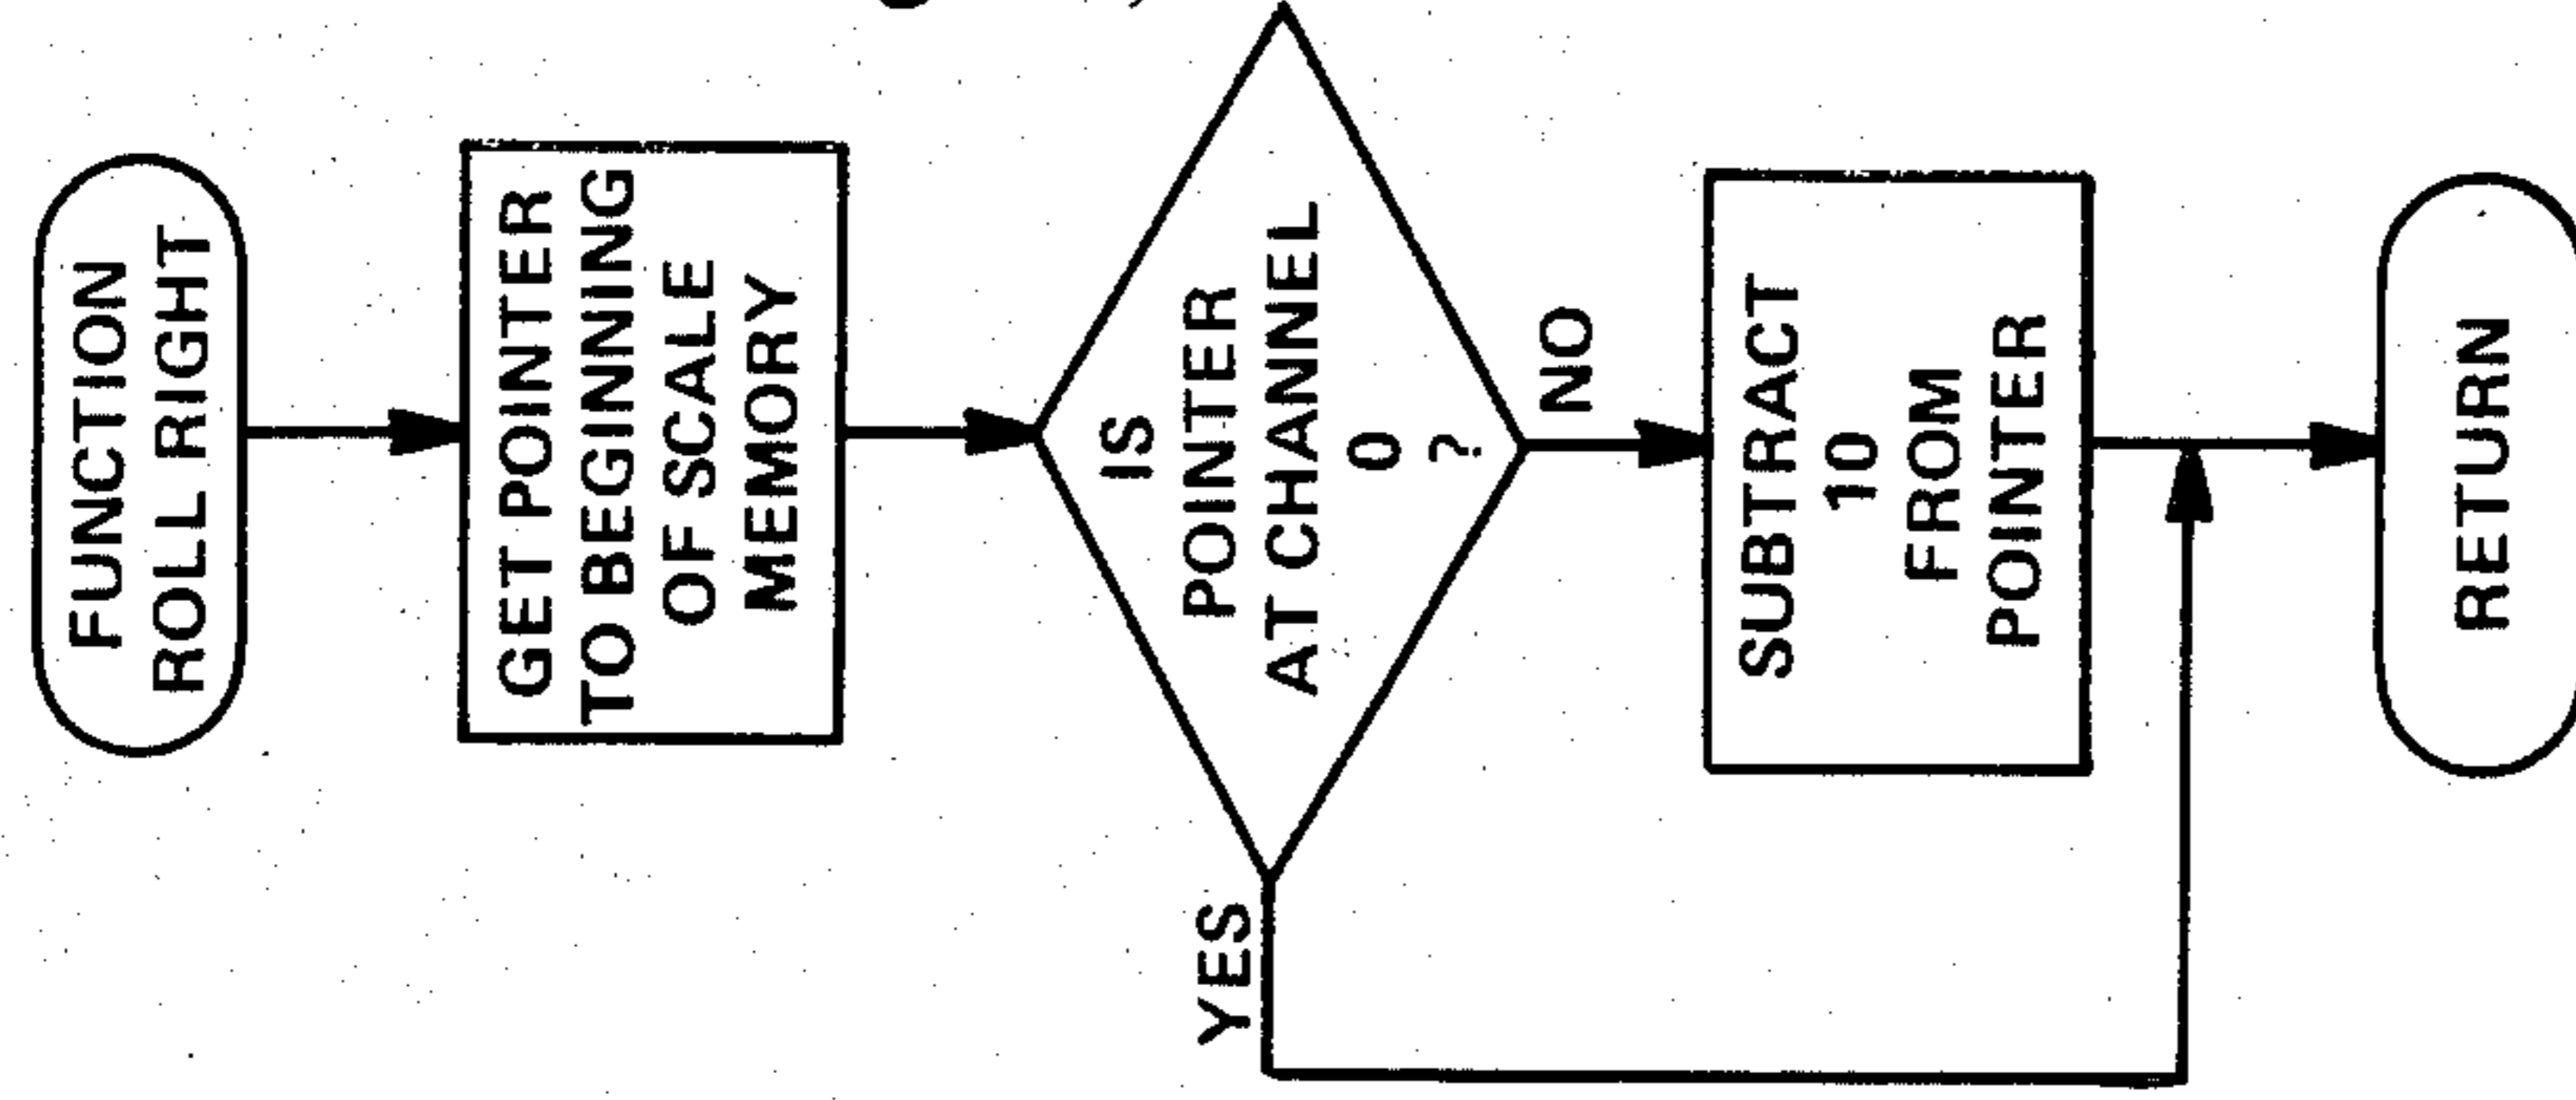 FUNCTION
ROLL RIGHT
GET POINTER
TO BEGINNING
OF SCALE
MEMORY
IS
POINTER
AT CHANNEL
0
?
YES
NO
SUBTRACT
10
FROM
POINTER
RETURN